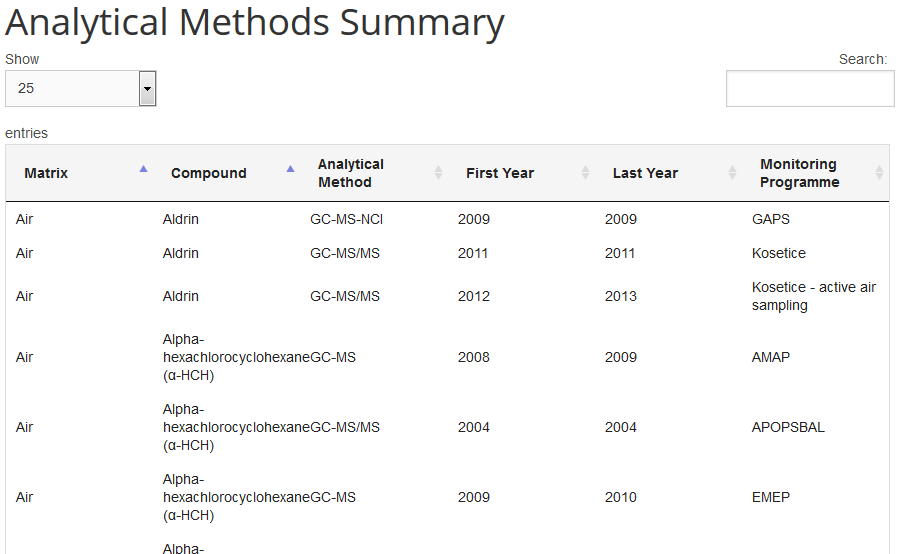 Analytical Methods Summary
Show
Search:
25
entries
Matrix Compound Analytical Method First Year Last Year Monitoring Programme
Air Aldrin GC-MS-NCI 2009 2009 GAPS
Air Aldrin GC-MS/MS 2011 2011 Kosetice
Air Aldrin GC-MS/MS 2012 2013 Kosetice - active air sampling
Air Alpha-hexachlorocyclohexane (α-HCH) GC-MS 2008 2009 AMAP
Air Alpha-hexachlorocyclohexane (α-HCH) GC-MS/MS 2004 2004 APOPSBAL
Air Alpha-hexachlorocyclohexane (α-HCH) GC-MS 2009 2010 EMEP
Alpha-